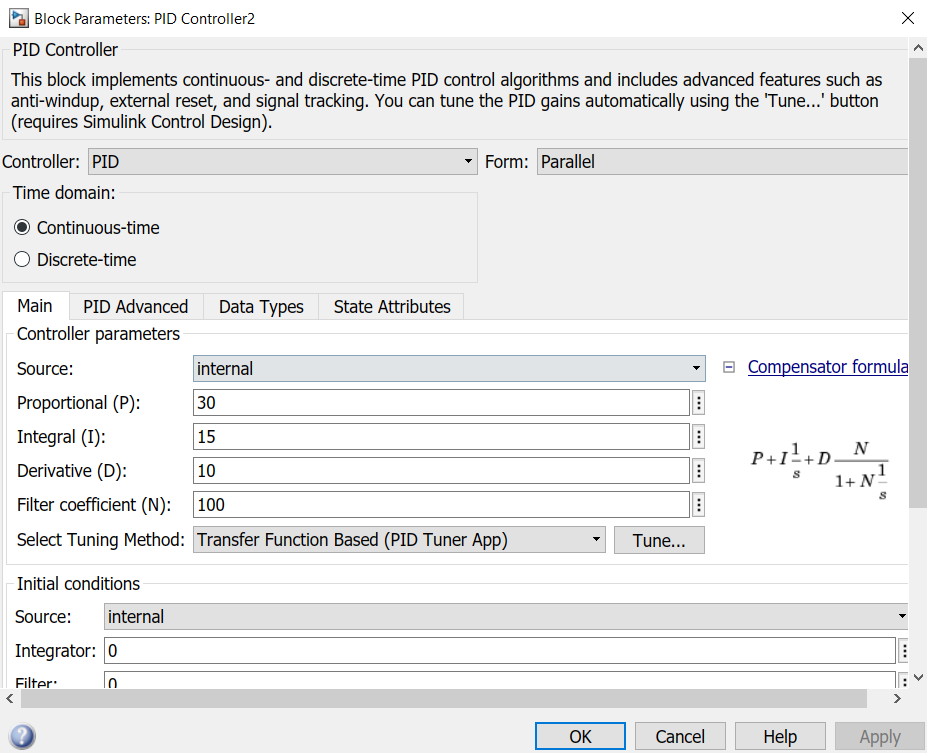 Block Parameters: PID Controller2
PID Controller
This block implements continuous- and discrete-time PID control algorithms and includes advanced features such as
anti-windup, external reset, and signal tracking. You can tune the PID gains automatically using the 'Tune...' button
(requires Simulink Control Design).
Controller: PID Form: Parallel
Time domain:
Continuous-time
Discrete-time
Main PID Advanced Data Types State Attributes
Controller parameters
Source: internal Compensator formula
Proportional (P): 30
Integral (I): 15
Derivative (D): 10
P+I 1/s +D N/(1+N 1/s)
Filter coefficient (N): 100
Select Tuning Method: Transfer Function Based (PID Tuner App) Tune...
Initial conditions
Source: internal
Integrator: 0
Filter: 0
? OK Cancel Help Apply